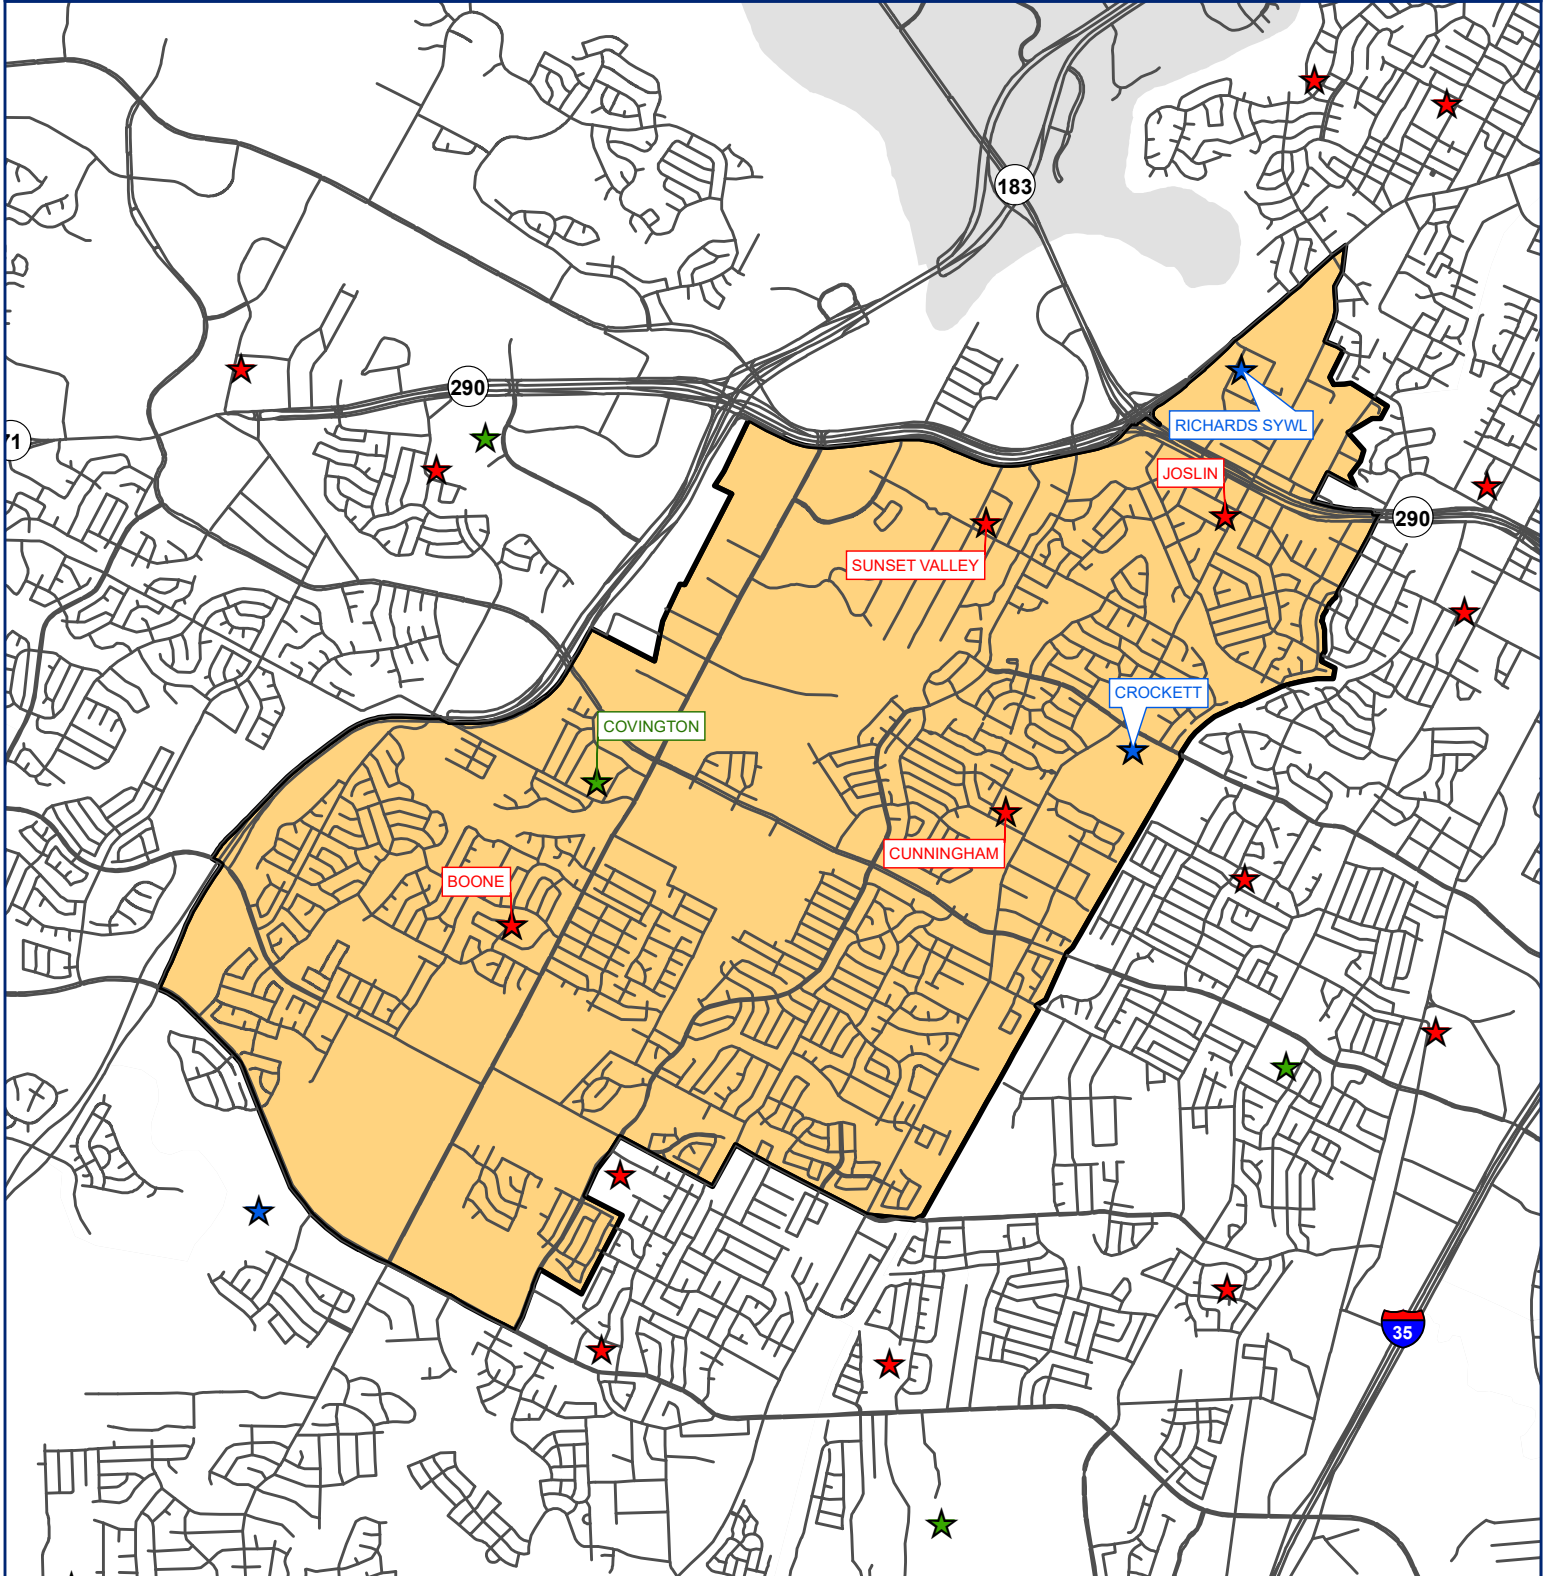 183
290
71
RICHARDS SYWL
JOSLIN
290
SUNSET VALLEY
CROCKETT
COVINGTON
CUNNINGHAM
BOONE
35